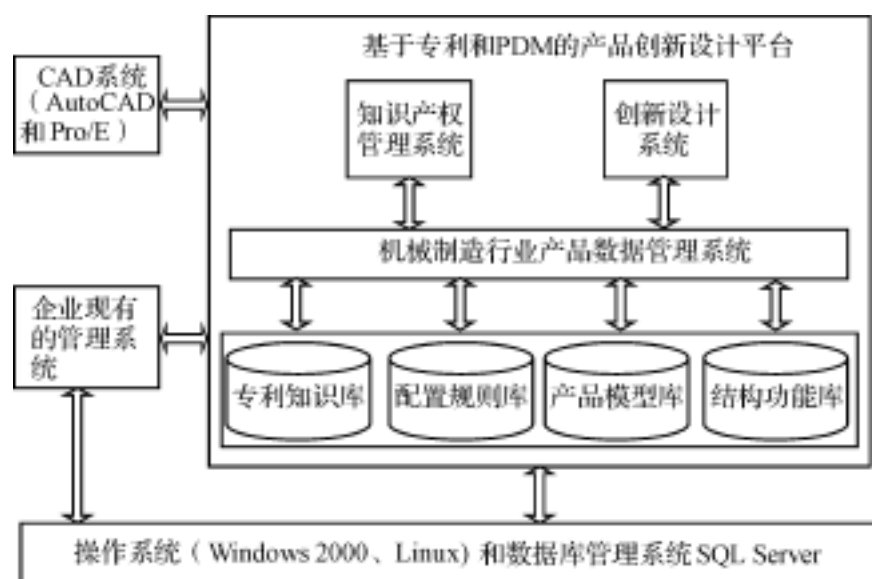 基于专利和PDM的产品创新设计平台
CAD系统
（AutoCAD
和Pro/E）
知识产权
管理系统
创新设计
系统
机械制造行业产品数据管理系统
企业现有
的管理系
统
专利知识库
配置规则库
产品模型库
结构功能库
操作系统（Windows 2000、Linux)和数据库管理系统SQL Server